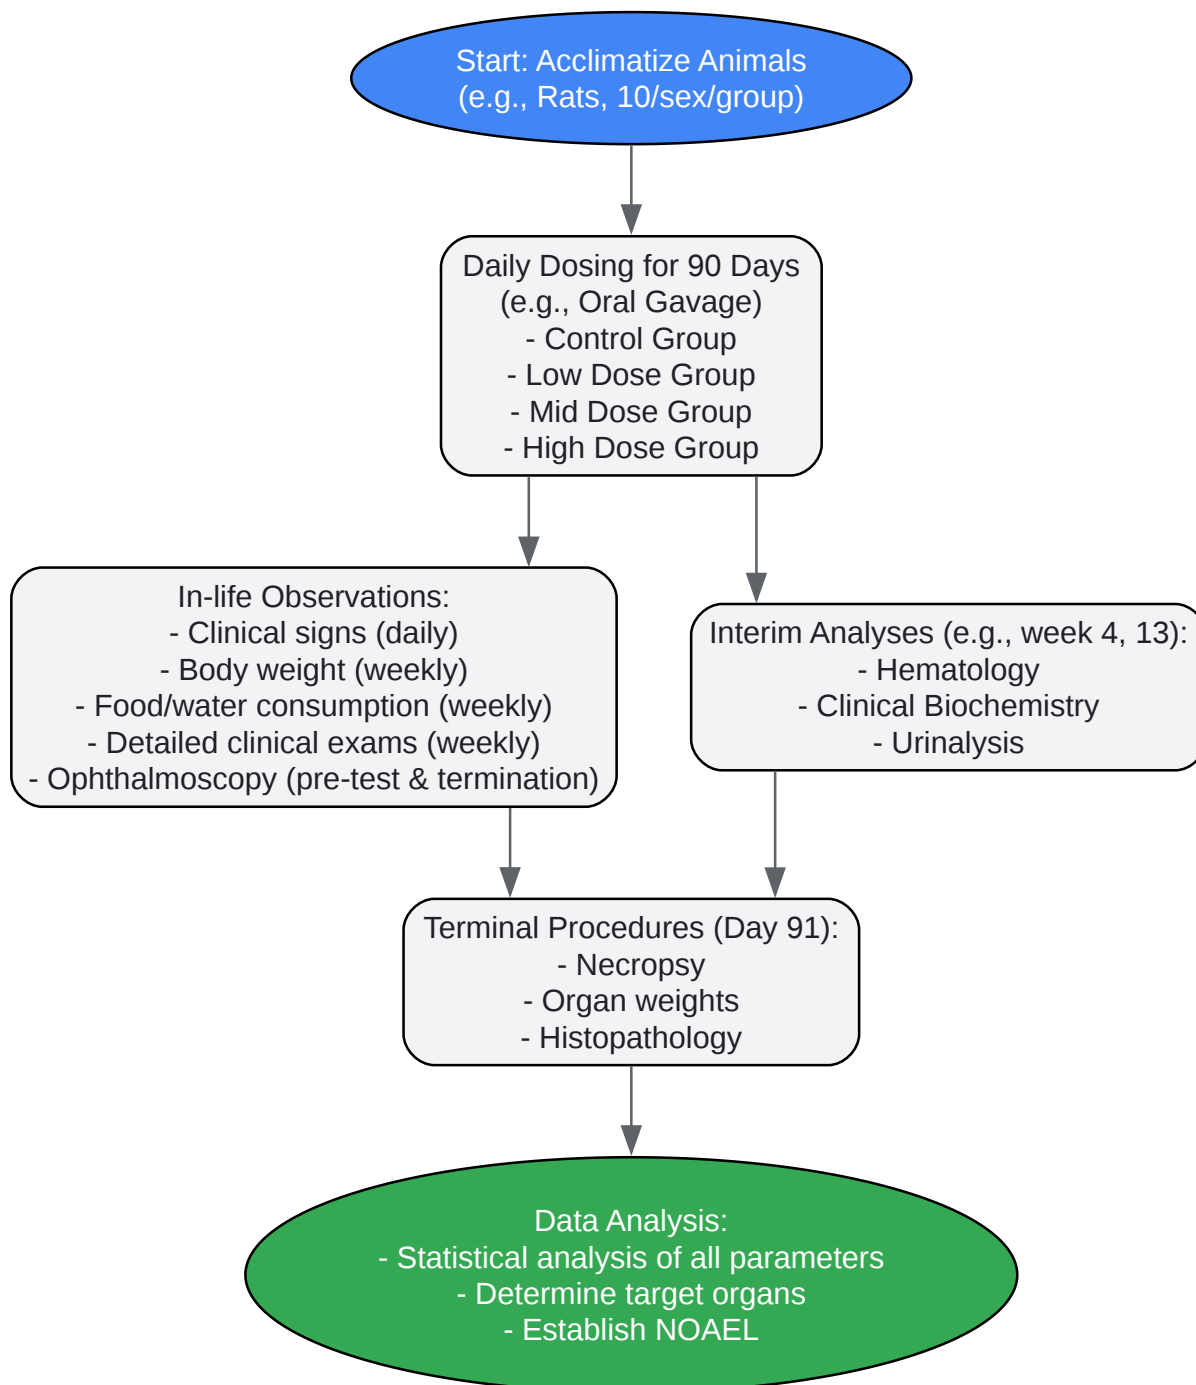 Start: Acclimatize Animals
(e.g., Rats, 10/sex/group)
Daily Dosing for 90 Days
(e.g., Oral Gavage)
- Control Group
- Low Dose Group
- Mid Dose Group
- High Dose Group
In-life Observations:
- Clinical signs (daily)
- Body weight (weekly)
- Food/water consumption (weekly)
- Detailed clinical exams (weekly)
- Ophthalmoscopy (pre-test & termination)
Interim Analyses (e.g., week 4, 13):
- Hematology
- Clinical Biochemistry
- Urinalysis
Terminal Procedures (Day 91):
- Necropsy
- Organ weights
- Histopathology
Data Analysis:
- Statistical analysis of all parameters
- Determine target organs
- Establish NOAEL